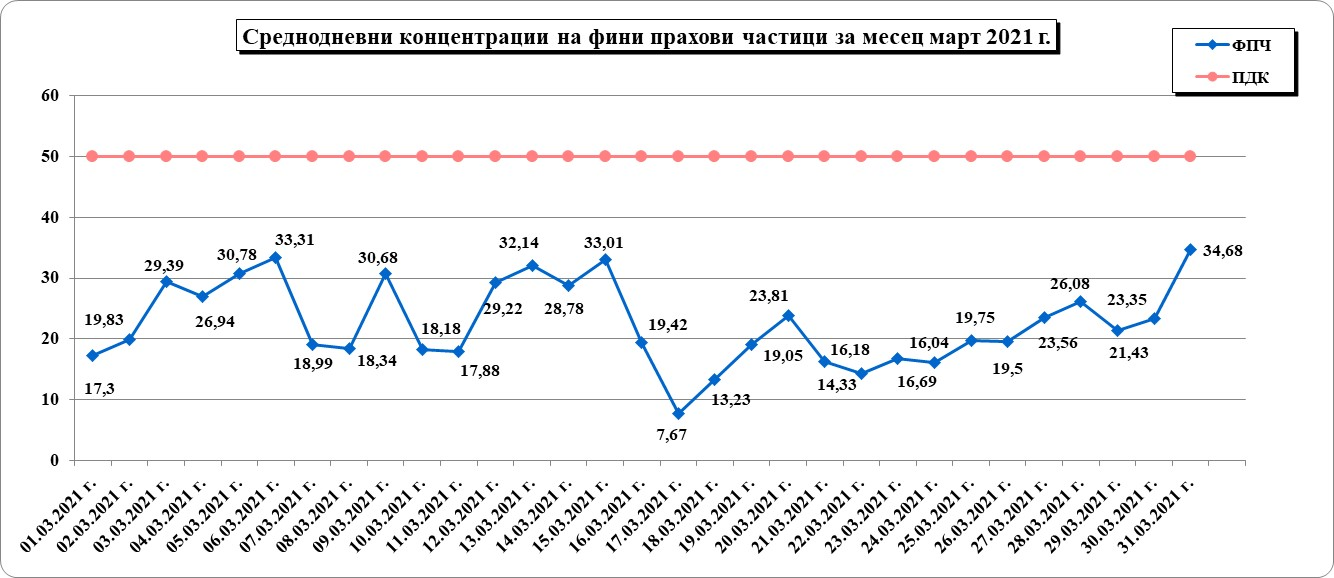 Среднодневни концентрации на фини прахови частици за месец март 2021 г.
ФПЧ
ПДК
60
50
40
30
20
10
0
17,3
19,83
29,39
26,94
30,78
33,31
18,99
18,34
30,68
18,18
17,88
29,22
32,14
28,78
33,01
19,42
7,67
13,23
19,05
23,81
16,18
14,33
16,69
16,04
19,75
19,5
23,56
26,08
21,43
23,35
34,68
01.03.2021 г.
02.03.2021 г.
03.03.2021 г.
04.03.2021 г.
05.03.2021 г.
06.03.2021 г.
07.03.2021 г.
08.03.2021 г.
09.03.2021 г.
10.03.2021 г.
11.03.2021 г.
12.03.2021 г.
13.03.2021 г.
14.03.2021 г.
15.03.2021 г.
16.03.2021 г.
17.03.2021 г.
18.03.2021 г.
19.03.2021 г.
20.03.2021 г.
21.03.2021 г.
22.03.2021 г.
23.03.2021 г.
24.03.2021 г.
25.03.2021 г.
26.03.2021 г.
27.03.2021 г.
28.03.2021 г.
29.03.2021 г.
30.03.2021 г.
31.03.2021 г.